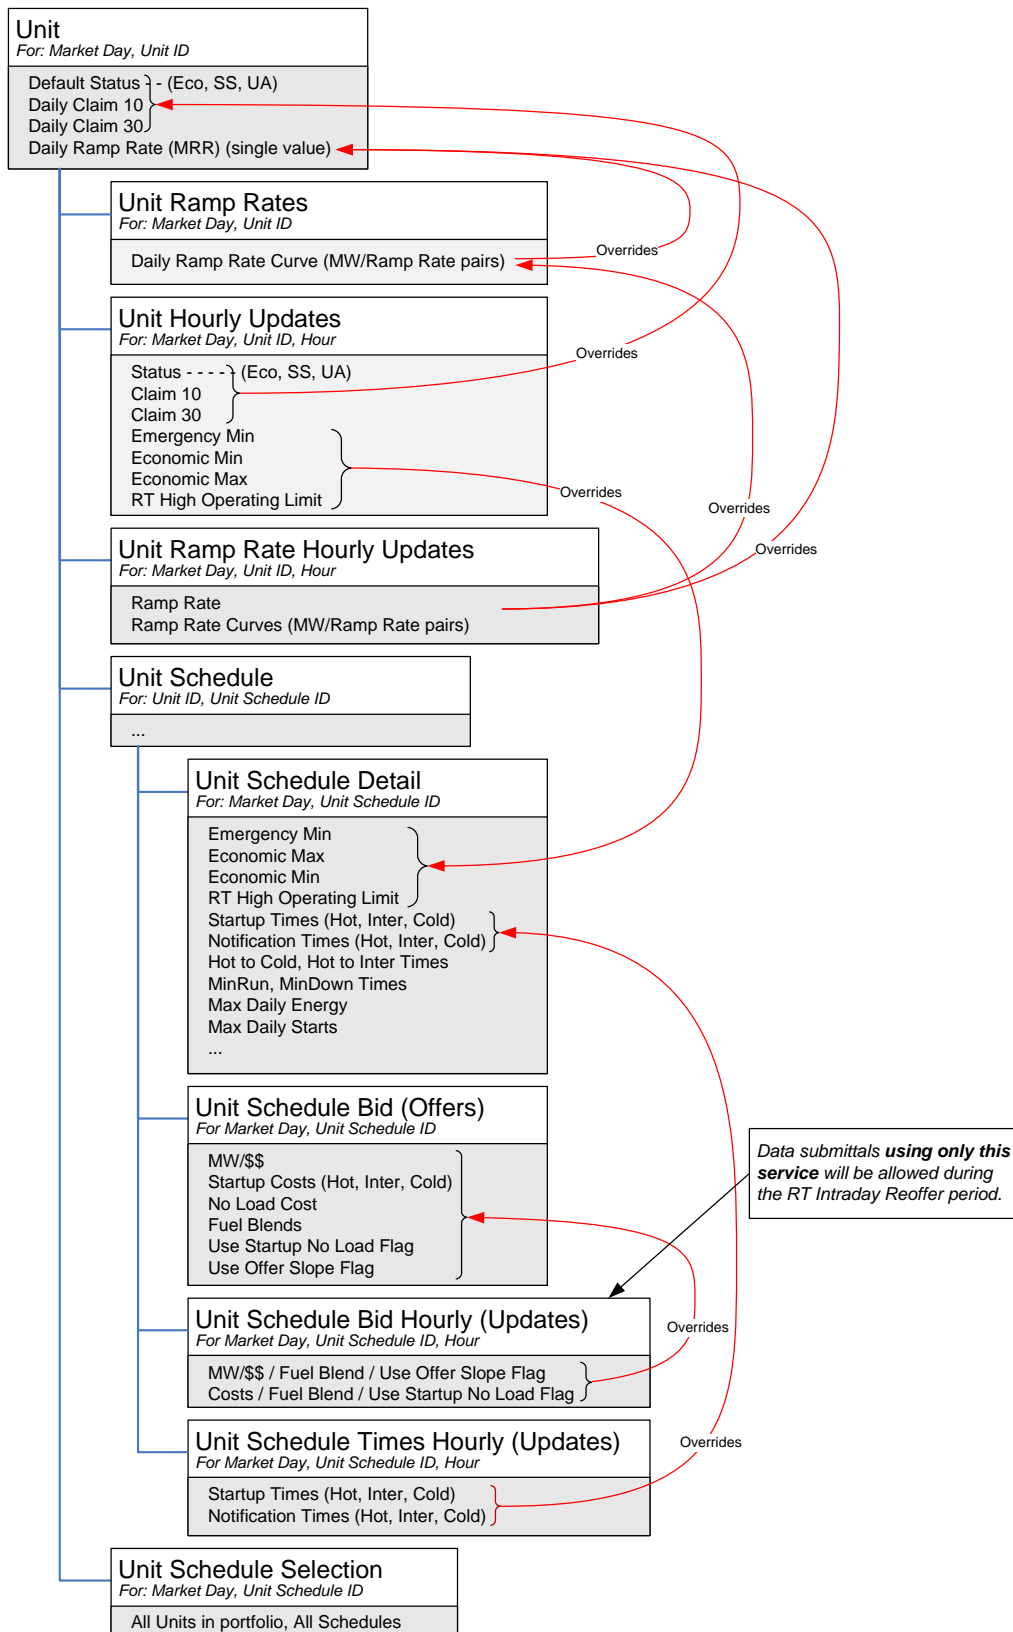 Unit
For: Market Day, Unit ID
Default Status - - (Eco, SS, UA)
Daily Claim 10
Daily Claim 30
Daily Ramp Rate (MRR) (single value)
Unit Ramp Rates
For: Market Day, Unit ID
Daily Ramp Rate Curve (MW/Ramp Rate pairs)
Overrides
Unit Hourly Updates
For: Market Day, Unit ID, Hour
Overrides
Status - - - - - (Eco, SS, UA)
Claim 10
Claim 30
Emergency Min
Economic Min
Economic Max
RT High Operating Limit
Overrides
Overrides
Unit Ramp Rate Hourly Updates
For: Market Day, Unit ID, Hour
Overrides
Ramp Rate
Ramp Rate Curves (MW/Ramp Rate pairs)
Unit Schedule
For: Unit ID, Unit Schedule ID
...
Unit Schedule Detail
For: Market Day, Unit Schedule ID
Emergency Min
Economic Max
Economic Min
RT High Operating Limit
Startup Times (Hot, Inter, Cold)
Notification Times (Hot, Inter, Cold)
Hot to Cold, Hot to Inter Times
MinRun, MinDown Times
Max Daily Energy
Max Daily Starts
...
Unit Schedule Bid (Offers)
For Market Day, Unit Schedule ID
MW/$$
Startup Costs (Hot, Inter, Cold)
No Load Cost
Fuel Blends
Use Startup No Load Flag
Use Offer Slope Flag
Data submittals using only this
service will be allowed during
the RT Intraday Reoffer period.
Unit Schedule Bid Hourly (Updates)
For Market Day, Unit Schedule ID, Hour
Overrides
MW/$$ / Fuel Blend / Use Offer Slope Flag
Costs / Fuel Blend / Use Startup No Load Flag
Unit Schedule Times Hourly (Updates)
For Market Day, Unit Schedule ID, Hour
Overrides
Startup Times (Hot, Inter, Cold)
Notification Times (Hot, Inter, Cold)
Unit Schedule Selection
For: Market Day, Unit Schedule ID
All Units in portfolio, All Schedules